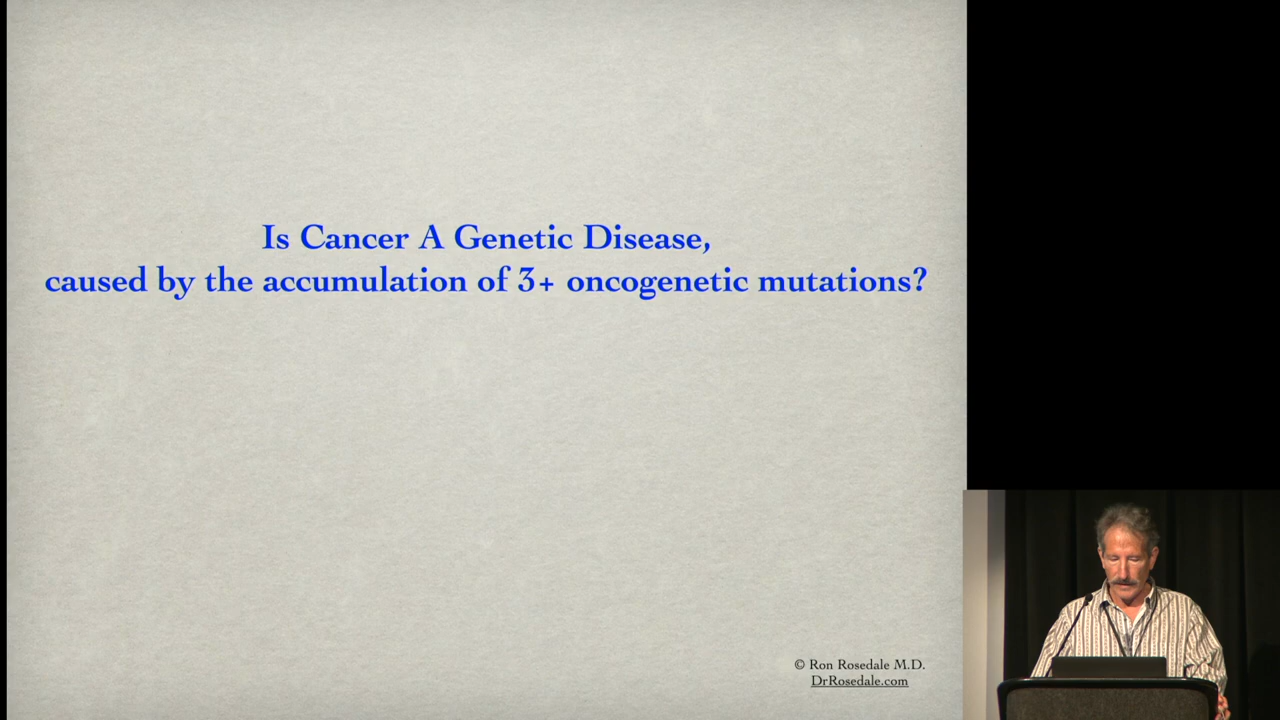 Is Cancer A Genetic Disease,
caused by the accumulation of 3+ oncogenetic mutations?
© Ron Rosedale M.D.
DrRosedale.com